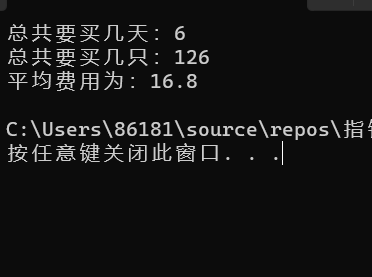 总共要买几天: 6
总共要买几只: 126
平均费用为: 16.8
C:\Users\86181\source\repos\指
按任意键关闭此窗口. . .